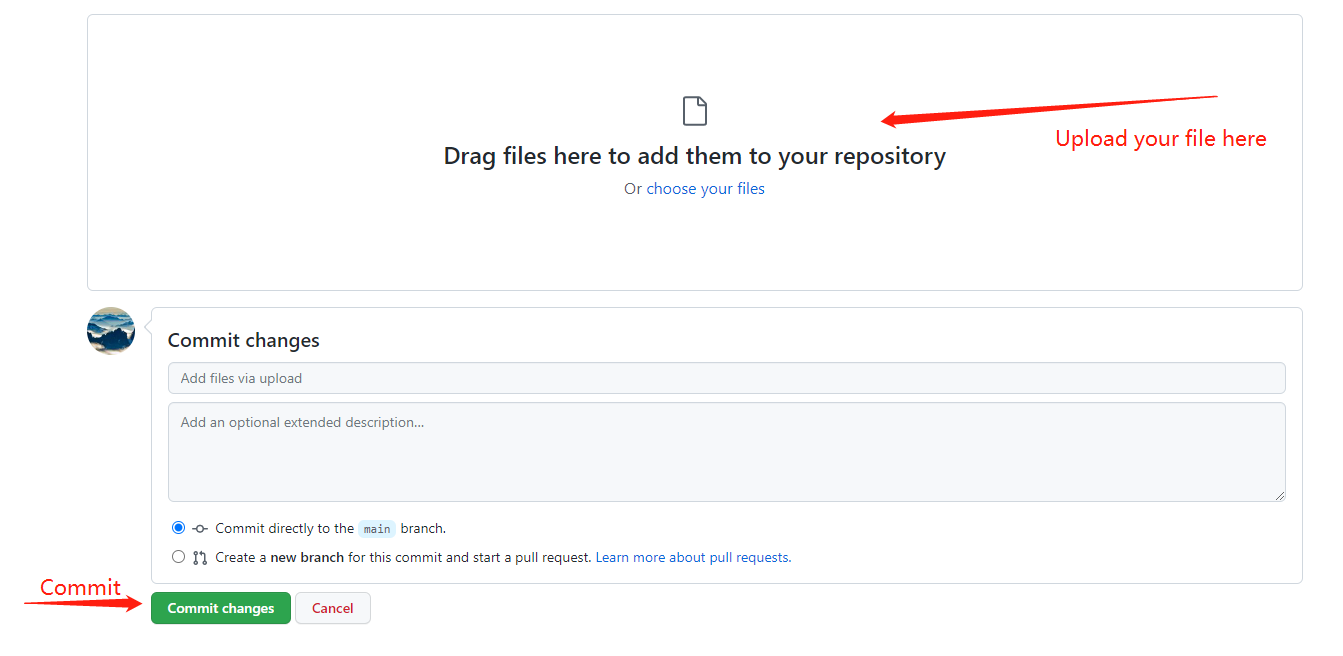 Drag files here to add them to your repository
Upload your file here
Or choose your files
Commit changes
Add files via upload
Add an optional extended description...
Commit directly to the main branch.
Create a new branch for this commit and start a pull request. Learn more about pull requests.
Commit
Commit changes
Cancel